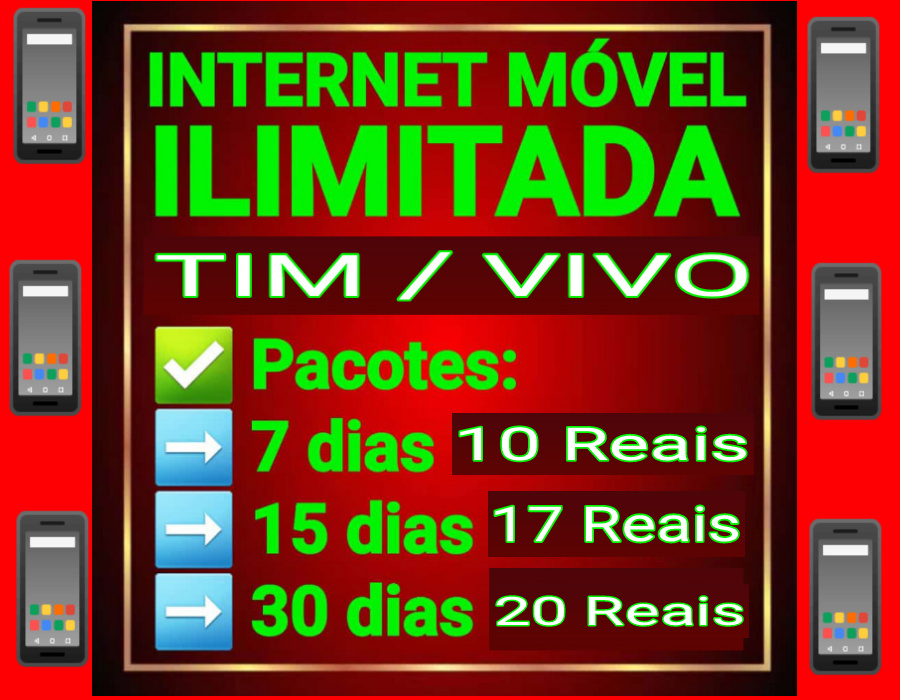 INTERNET MÓVEL
ILIMITADA
TIM / VIVO
Pacotes:
7 dias 10 Reais
15 dias 17 Reais
30 dias 20 Reais